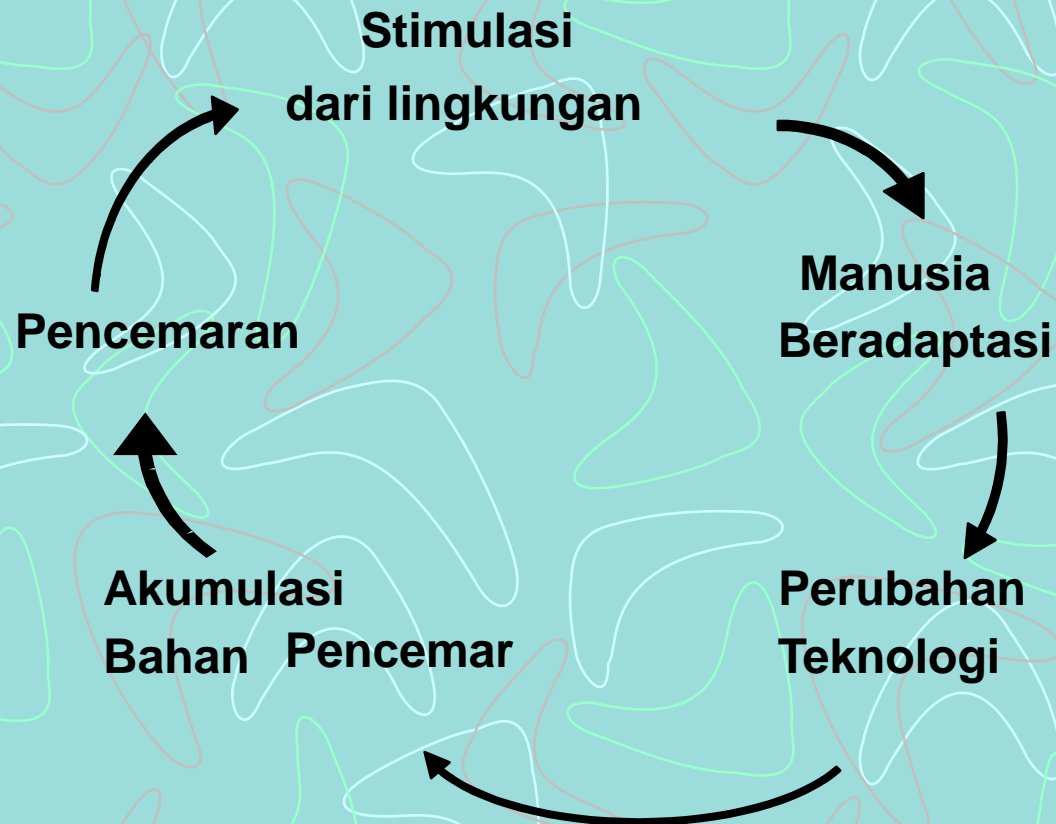 Stimulasi
dari lingkungan
Manusia
Beradaptasi
Perubahan
Teknologi
Akumulasi
Bahan Pencemar
Pencemaran